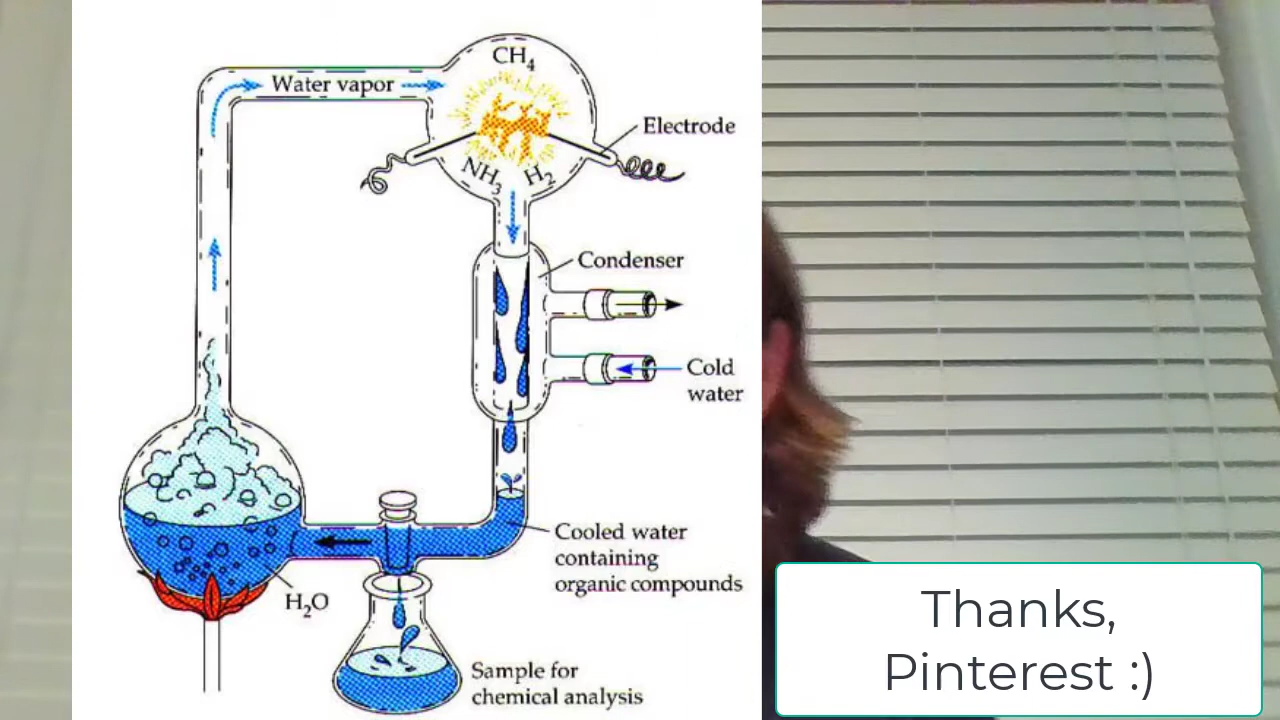 CH₄
Water vapor
Electrode
NH₃ H₂
Condenser
Cold
water
Cooled water
containing
organic compounds
H₂O
Sample for
chemical analysis
Thanks,
Pinterest :)